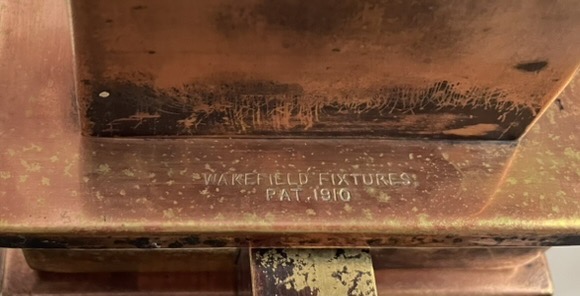 WAKEFIELD FIXTURES
PAT. 1910